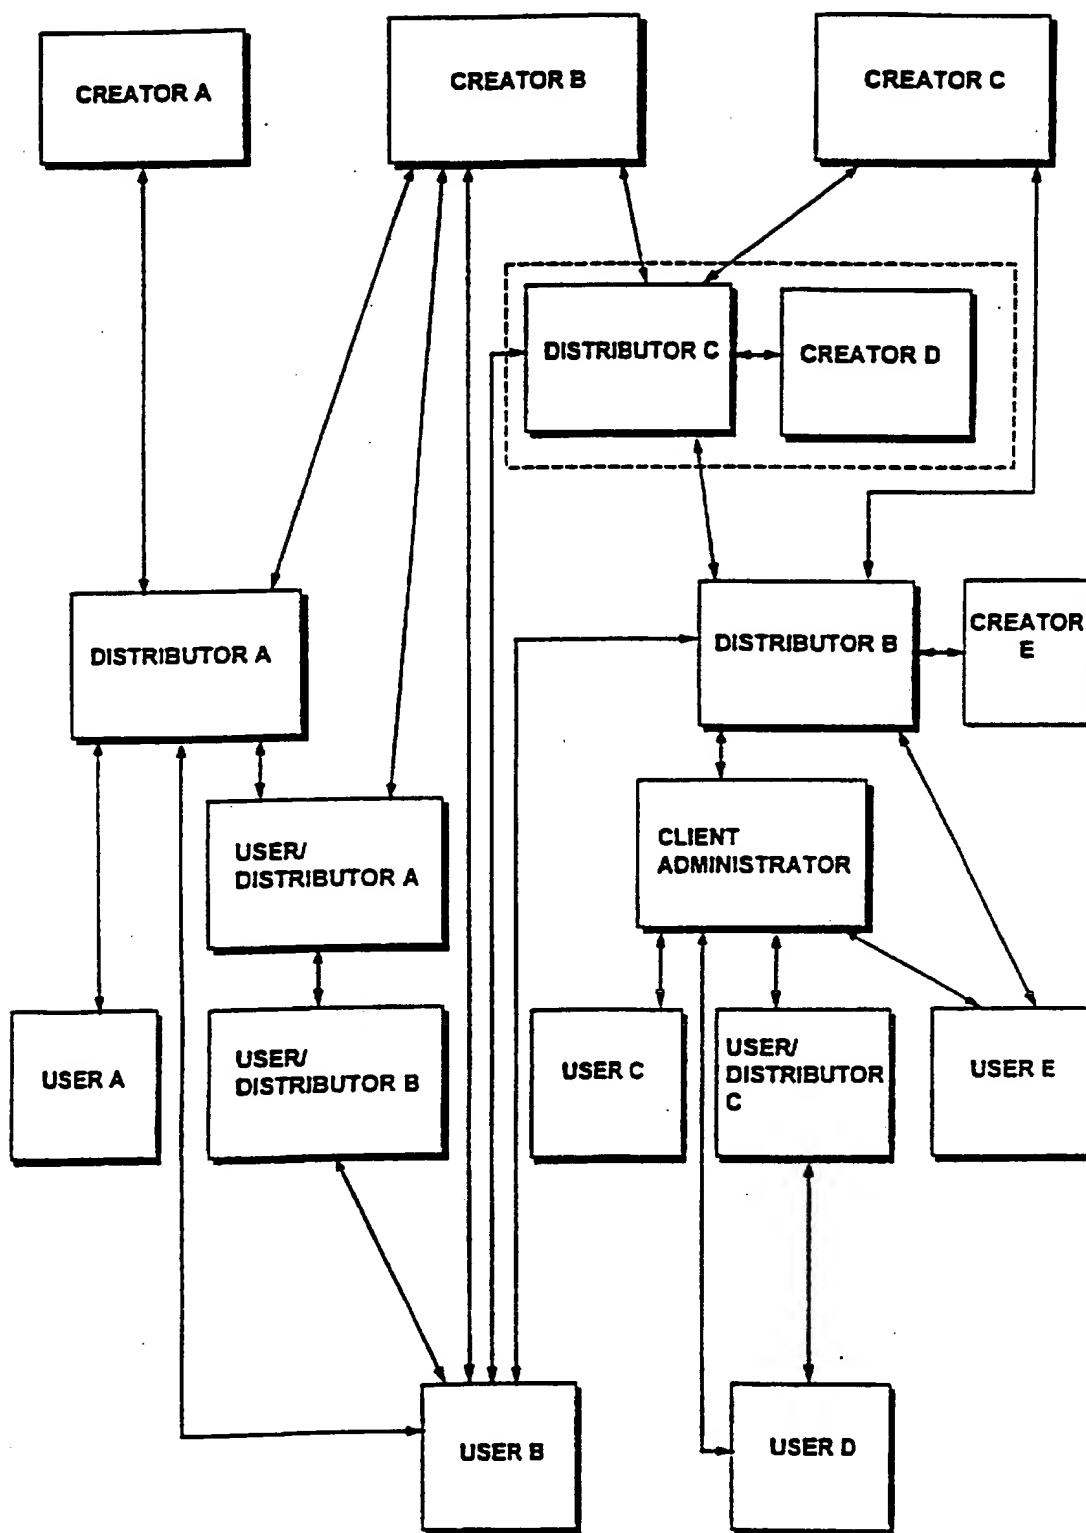 CREATOR A
CREATOR B
CREATOR C
DISTRIBUTOR C
CREATOR D
DISTRIBUTOR A
DISTRIBUTOR B
CREATOR
E
USER/
DISTRIBUTOR A
CLIENT
ADMINISTRATOR
USER A
USER/
DISTRIBUTOR B
USER C
USER/
DISTRIBUTOR
C
USER E
USER B
USER D